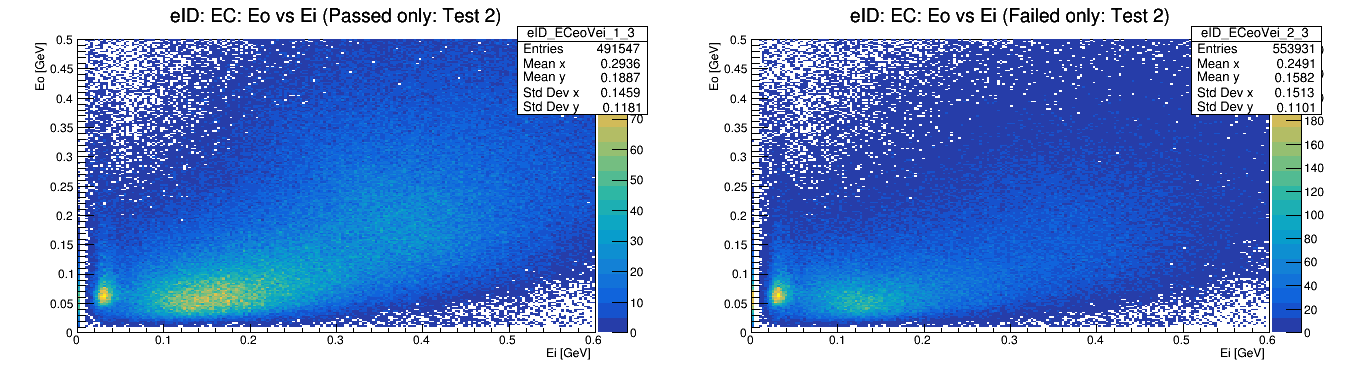 eID: EC: Eo vs Ei (Passed only: Test 2)
eID_ECeoVei_1_3
Entries 491547
Mean x 0.2936
Mean y 0.1887
Std Dev x 0.1459
Std Dev y 0.1181
Eo [GeV]
0.5
0.45
0.4
0.35
0.3
0.25
0.2
0.15
0.1
0.05
0
0 0.1 0.2 0.3 0.4 0.5 0.6
Ei [GeV]
70
60
50
40
30
20
10
0
eID: EC: Eo vs Ei (Failed only: Test 2)
eID_ECeoVei_2_3
Entries 553931
Mean x 0.2491
Mean y 0.1582
Std Dev x 0.1513
Std Dev y 0.1101
Eo [GeV]
0.5
0.45
0.4
0.35
0.3
0.25
0.2
0.15
0.1
0.05
0
0 0.1 0.2 0.3 0.4 0.5 0.6
Ei [GeV]
180
160
140
120
100
80
60
40
20
0